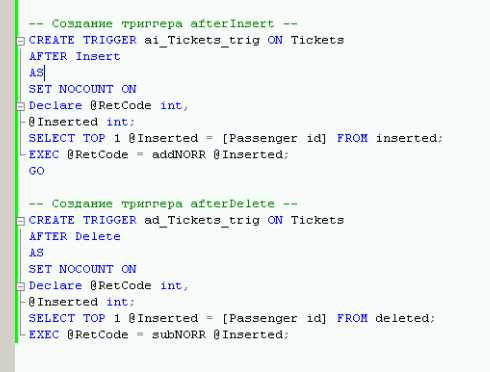 -- Создание триггера afterInsert --
CREATE TRIGGER ai_Tickets_trig ON Tickets
AFTER Insert
AS
SET NOCOUNT ON
Declare @RetCode int,
@Inserted int;
SELECT TOP 1 @Inserted = [Passenger id] FROM inserted;
EXEC @RetCode = addNORR @Inserted;
GO
-- Создание триггера afterDelete --
CREATE TRIGGER ad_Tickets_trig ON Tickets
AFTER Delete
AS
SET NOCOUNT ON
Declare @RetCode int,
@Inserted int;
SELECT TOP 1 @Inserted = [Passenger id] FROM deleted;
EXEC @RetCode = subNORR @Inserted;